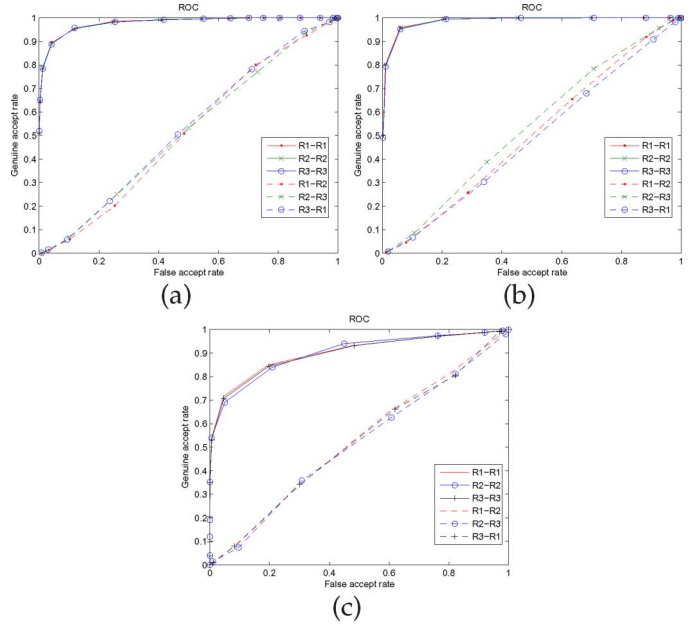 ROC
1
0.9
0.8
0.7
0.6
0.5
0.4
0.3
0.2
0.1
0
Genuine accept rate
R1−R1
R2−R2
R3−R3
R1−R2
R2−R3
R3−R1
0 0.2 0.4 0.6 0.8 1
False accept rate
(a)
ROC
1
0.9
0.8
0.7
0.6
0.5
0.4
0.3
0.2
0.1
0
Genuine accept rate
R1−R1
R2−R2
R3−R3
R1−R2
R2−R3
R3−R1
0 0.2 0.4 0.6 0.8 1
False accept rate
(b)
ROC
1
0.9
0.8
0.7
0.6
0.5
0.4
0.3
0.2
0.1
0
Genuine accept rate
R1−R1
R2−R2
R3−R3
R1−R2
R2−R3
R3−R1
0 0.2 0.4 0.6 0.8 1
False accept rate
(c)